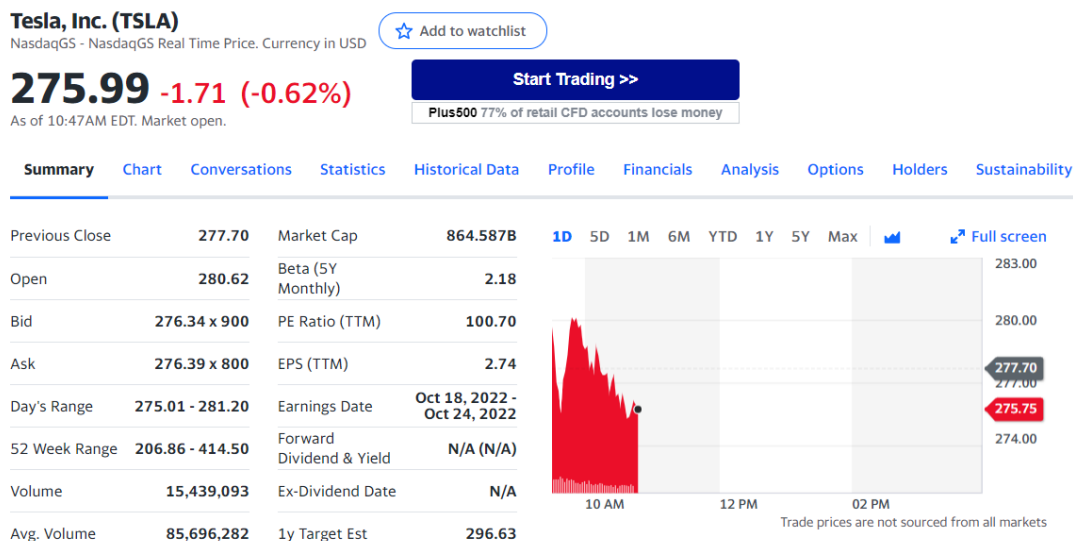 Tesla, Inc. (TSLA)
NasdaqGS - NasdaqGS Real Time Price. Currency in USD
Add to watchlist
275.99 -1.71 (-0.62%)
As of 10:47AM EDT. Market open.
Start Trading >>
Plus500 77% of retail CFD accounts lose money
Summary Chart Conversations Statistics Historical Data Profile Financials Analysis Options Holders Sustainability
Previous Close 277.70
Open 280.62
Bid 276.34 x 900
Ask 276.39 x 800
Day's Range 275.01 - 281.20
52 Week Range 206.86 - 414.50
Volume 15,439,093
Avg. Volume 85,696,282
Market Cap 864.587B
Beta (5Y
Monthly) 2.18
PE Ratio (TTM) 100.70
EPS (TTM) 2.74
Earnings Date Oct 18, 2022 -
Oct 24, 2022
Forward
Dividend & Yield N/A (N/A)
Ex-Dividend Date N/A
1y Target Est 296.63
1D 5D 1M 6M YTD 1Y 5Y Max Full screen
283.00
280.00
277.70
277.00
275.75
274.00
10 AM 12 PM 02 PM
Trade prices are not sourced from all markets